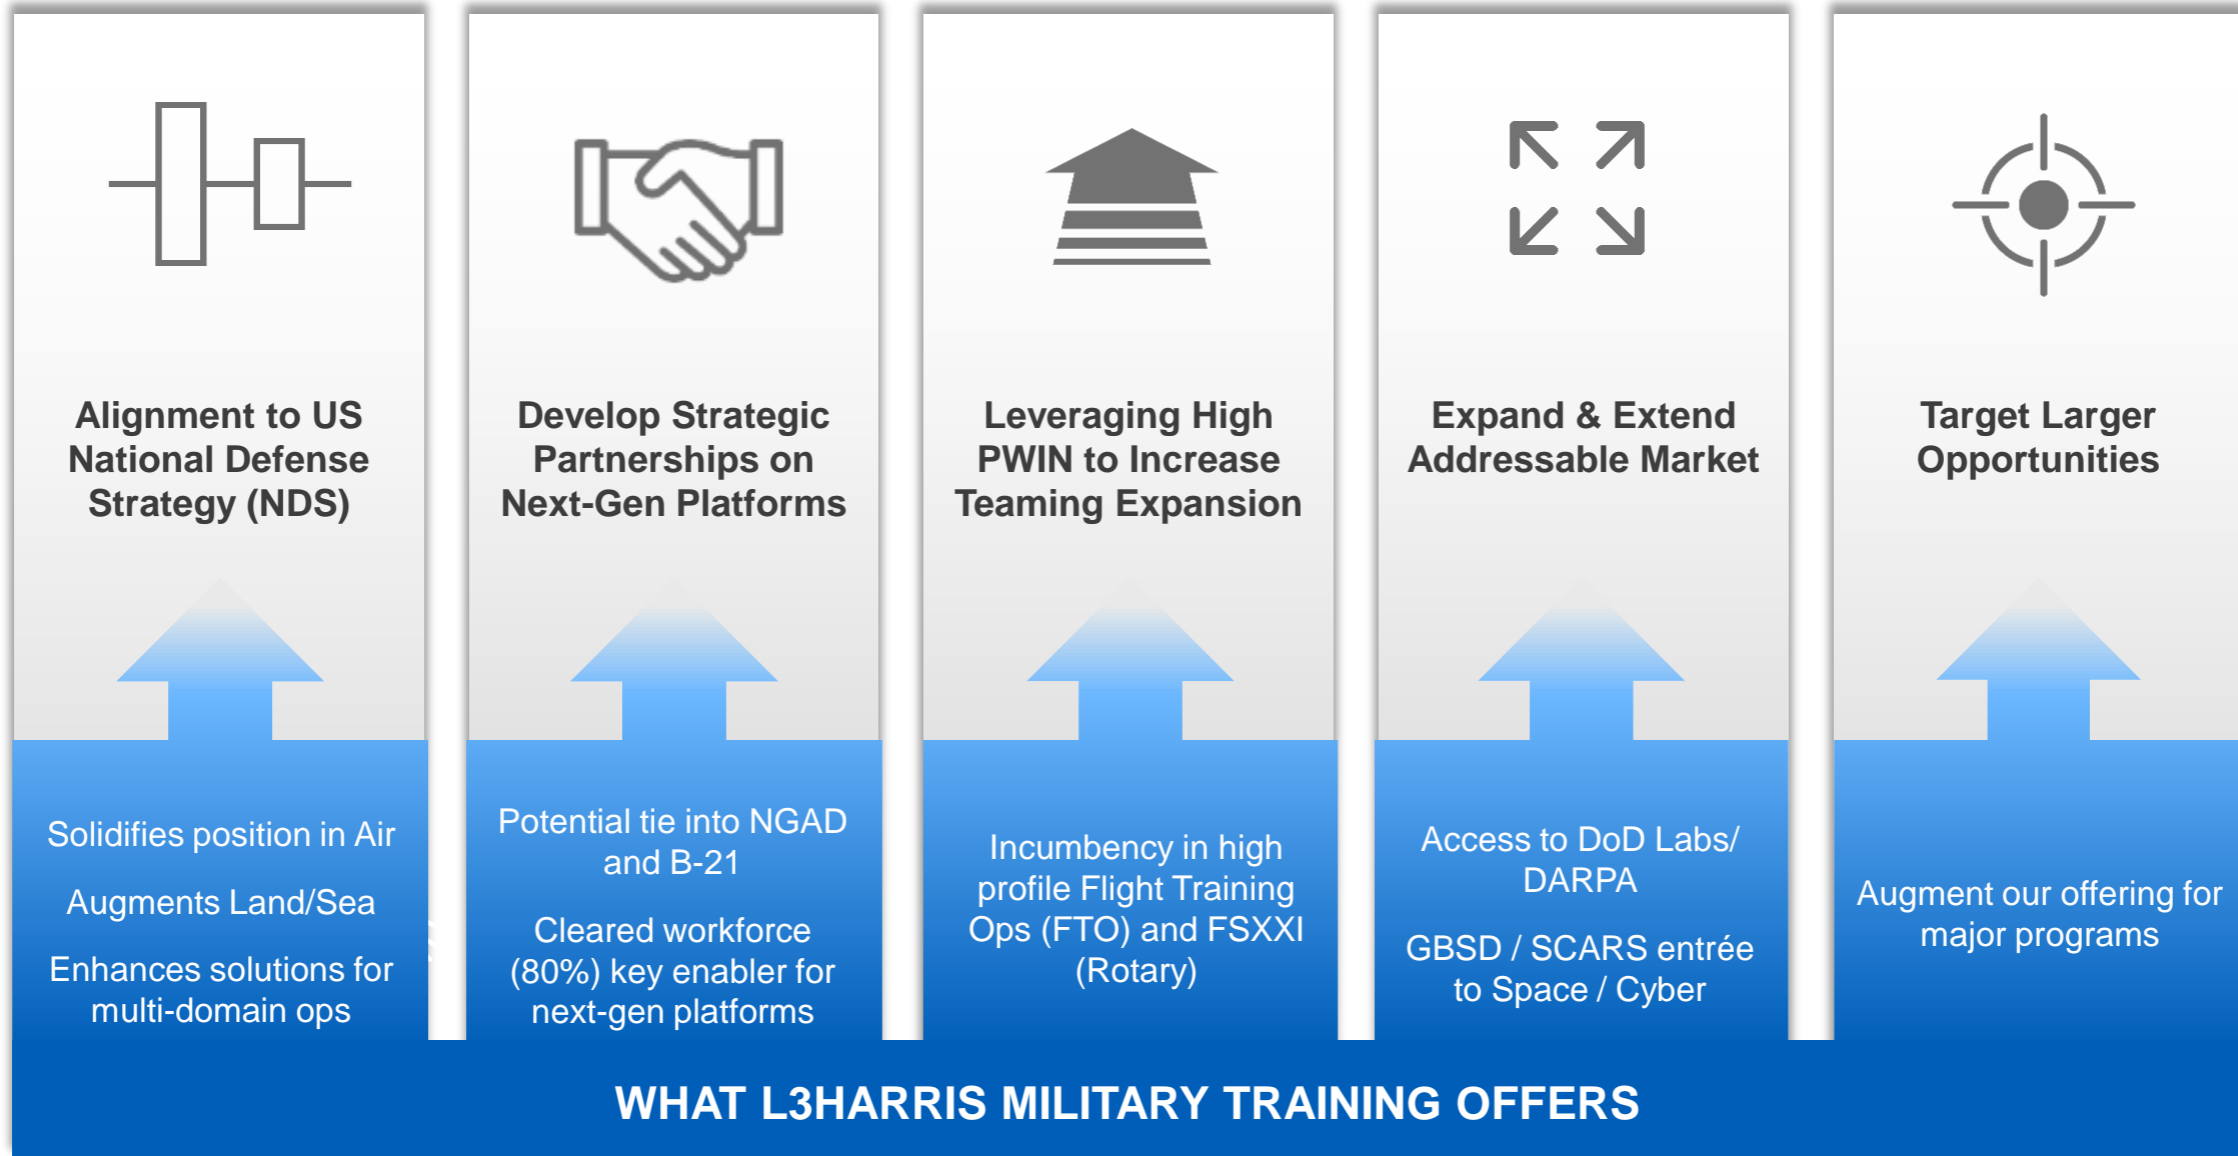 Alignment to US
National Defense
Strategy (NDS)
Solidifies position in Air
Augments Land/Sea
Enhances solutions for
multi-domain ops
Develop Strategic
Partnerships on
Next-Gen Platforms
Potential tie into NGAD
and B-21
Cleared workforce
(80%) key enabler for
next-gen platforms
Leveraging High
PWIN to Increase
Teaming Expansion
Incumbency in high
profile Flight Training
Ops (FTO) and FSXXI
(Rotary)
Expand & Extend
Addressable Market
Access to DoD Labs/
DARPA
GBSD / SCARS entrée
to Space / Cyber
Target Larger
Opportunities
Augment our offering for
major programs
WHAT L3HARRIS MILITARY TRAINING OFFERS